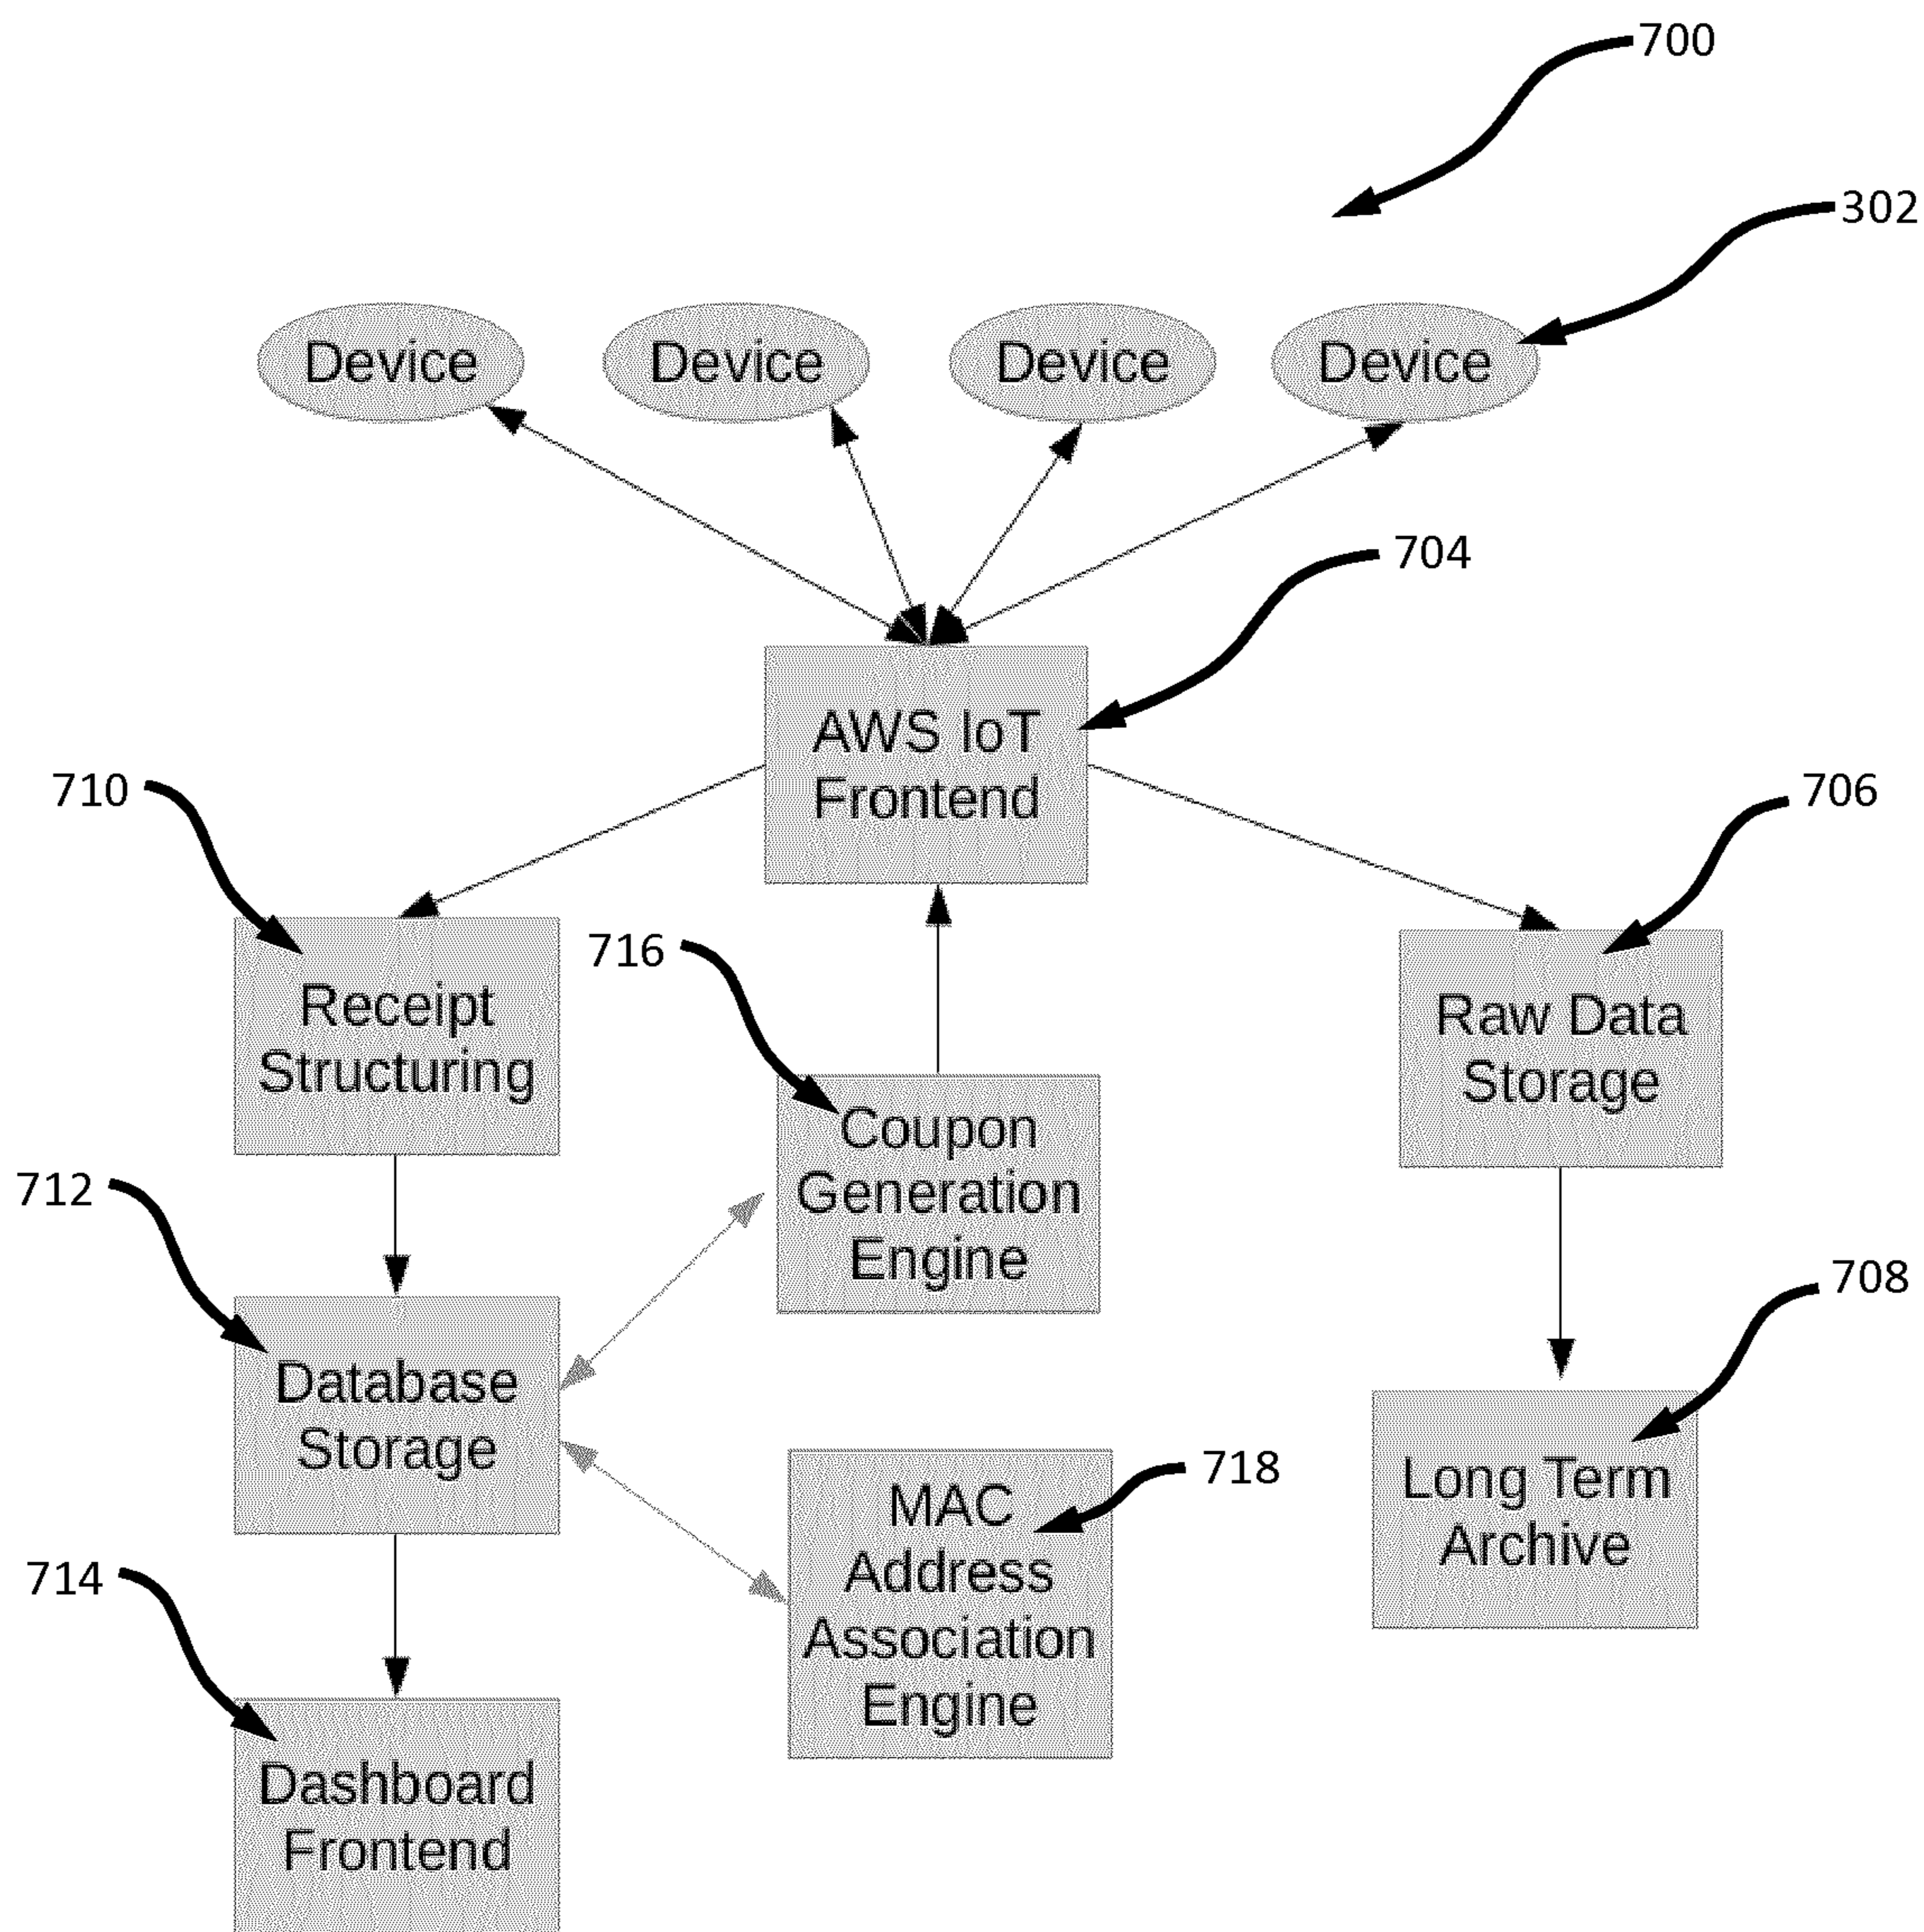 700
302
Device Device Device Device
704
AWS IoT
Frontend
710
706
716
Receipt
Structuring
Raw Data
Storage
Coupon
Generation
Engine
712
708
Database
Storage
718
MAC
Address
Association
Engine
Long Term
Archive
714
Dashboard
Frontend